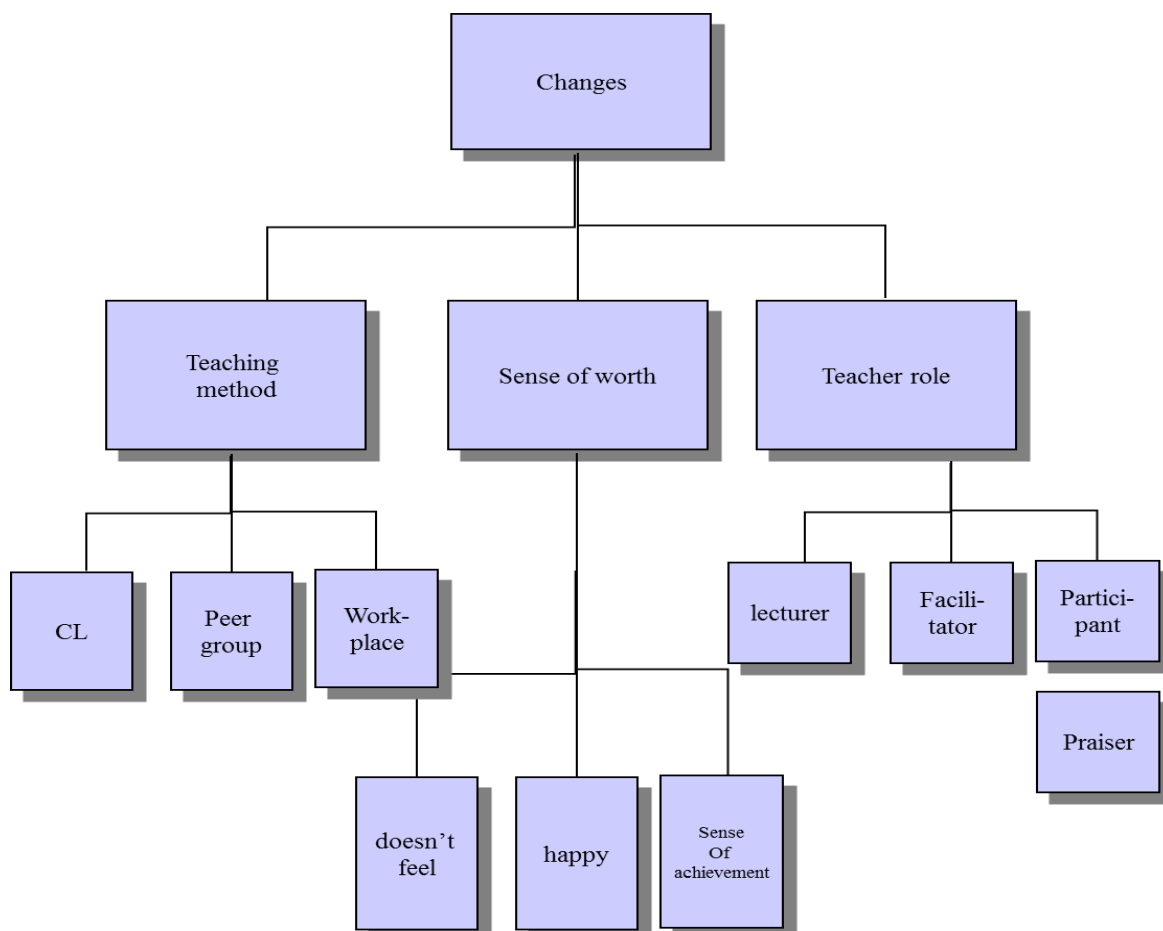 Changes
Teaching
method
Sense of worth
Teacher role
CL
Peer
group
Work-
place
lecturer
Facili-
tator
Partici-
pant
Praiser
doesn’t
feel
happy
Sense
Of
achievement